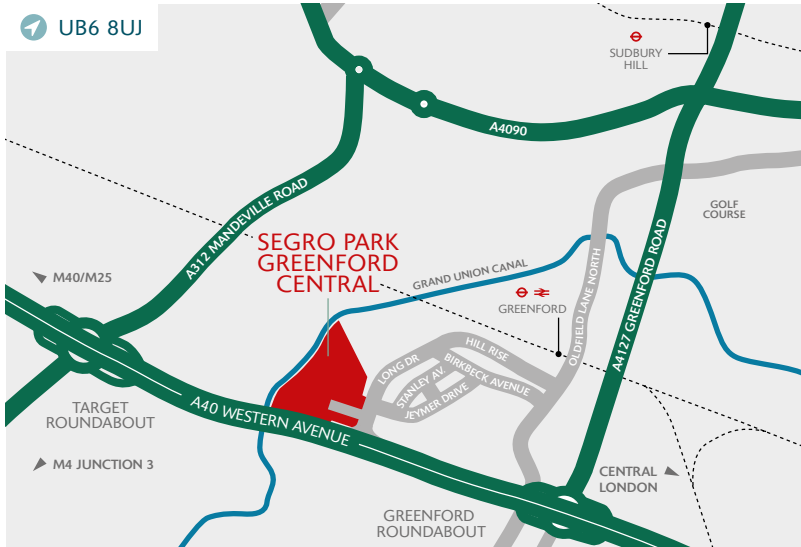 UB6 8UJ
SUDBURY
HILL
A4090
A312 MANDEVILLE ROAD
GOLF
COURSE
SEGRO PARK
GREENFORD
CENTRAL
M40/M25
GRAND UNION CANAL
GREENFORD
OLDFIELD LANE NORTH
A4127 GREENFORD ROAD
HILL RISE
LONG DR
STANLEY AV.
BIRKBECK AVENUE
JEYMER DRIVE
TARGET
ROUNDABOUT
A40 WESTERN AVENUE
M4 JUNCTION 3
CENTRAL
LONDON
GREENFORD
ROUNDABOUT